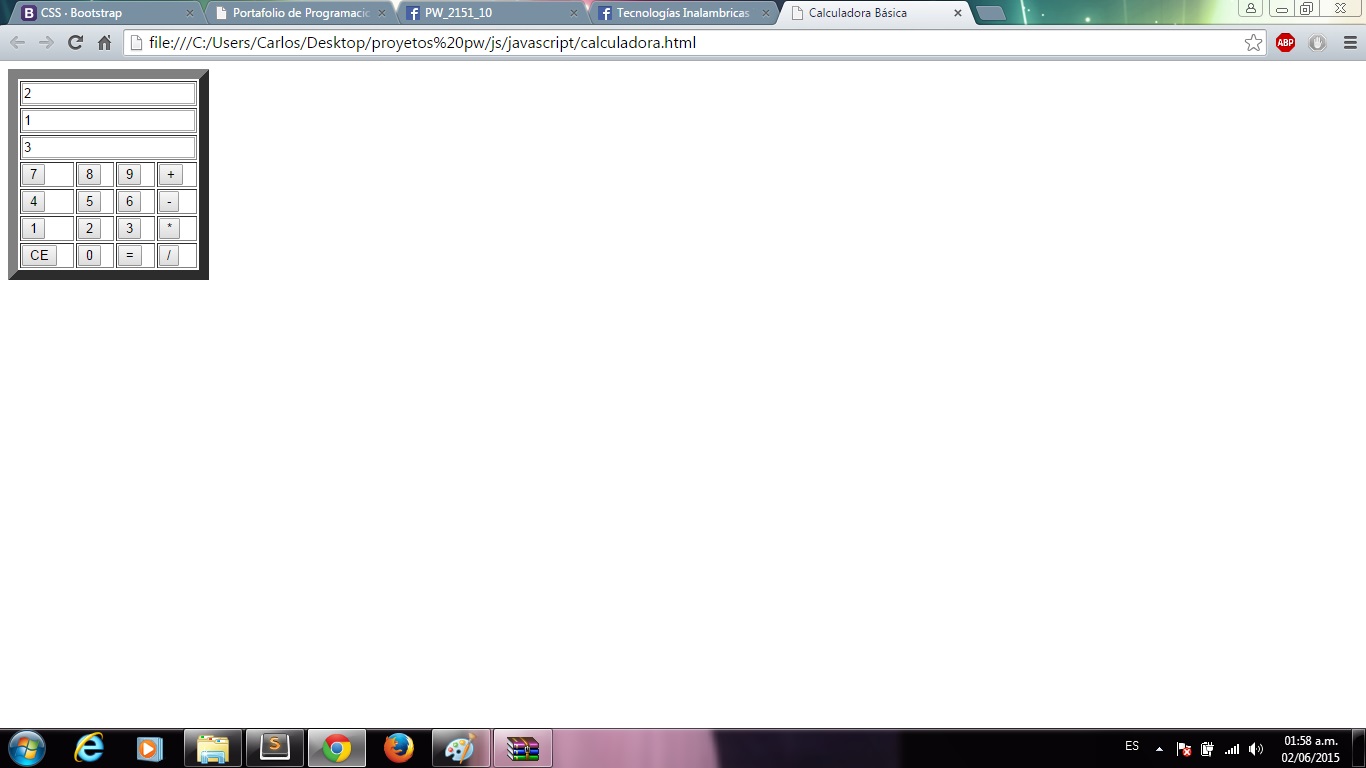 CSS · Bootstrap
Portafolio de Programacio
PW_2151_10
Tecnologías Inalambricas
Calculadora Básica
file:///C:/Users/Carlos/Desktop/proyetos%20pw/js/javascript/calculadora.html
ABP
2
1
3
7 8 9 +
4 5 6 -
1 2 3 *
CE 0 = /
ES
01:58 a.m.
02/06/2015